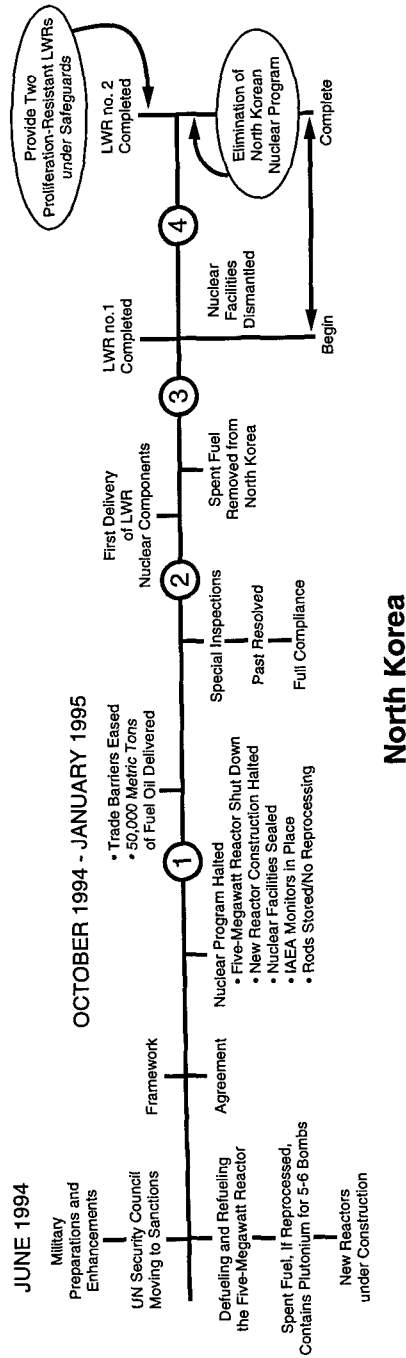 JUNE 1994
Military
Preparations and
Enhancements
UN Security Council
Moving to Sanctions
Defueling and Refueling
the Five-Megawatt Reactor
Spent Fuel, If Reprocessed,
Contains Plutonium for 5-6 Bombs
New Reactors
under Construction
Framework
Agreement
OCTOBER 1994 - JANUARY 1995
• Trade Barriers Eased
• 50,000 Metric Tons
of Fuel Oil Delivered
1
Nuclear Program Halted
• Five-Megawatt Reactor Shut Down
• New Reactor Construction Halted
• Nuclear Facilities Sealed
• IAEA Monitors in Place
• Rods Stored/No Reprocessing
Special Inspections
Past Resolved
Full Compliance
2
First Delivery
of LWR
Nuclear Components
Spent Fuel
Removed from
North Korea
3
LWR no.1
Completed
Begin
Nuclear
Facilities
Dismantled
4
Provide Two
Proliferation-Resistant LWRs
under Safeguards
LWR no. 2
Completed
Elimination of
North Korean
Nuclear Program
Complete
North Korea